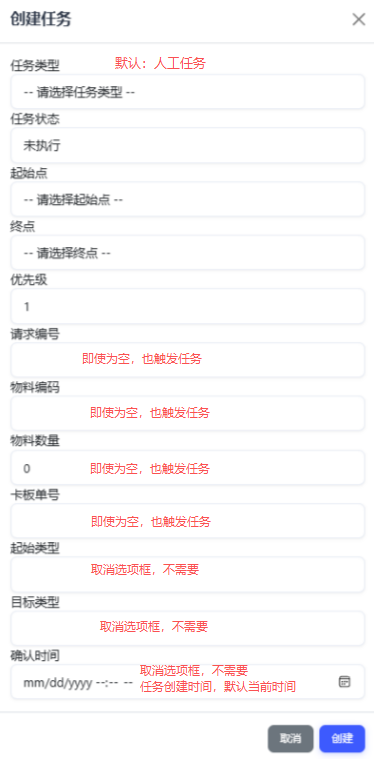 创建任务
任务类型 默认：人工任务
-- 请选择任务类型 --
任务状态
未执行
起始点
-- 请选择起始点 --
终点
-- 请选择终点 --
优先级
1
请求编号
即使为空，也触发任务
物料编码
即使为空，也触发任务
物料数量
0 即使为空，也触发任务
卡板单号
即使为空，也触发任务
起始类型
取消选项框，不需要
目标类型
取消选项框，不需要
确认时间
取消选项框，不需要
mm/dd/yyyy --:-- -- 任务创建时间，默认当前时间
取消 创建